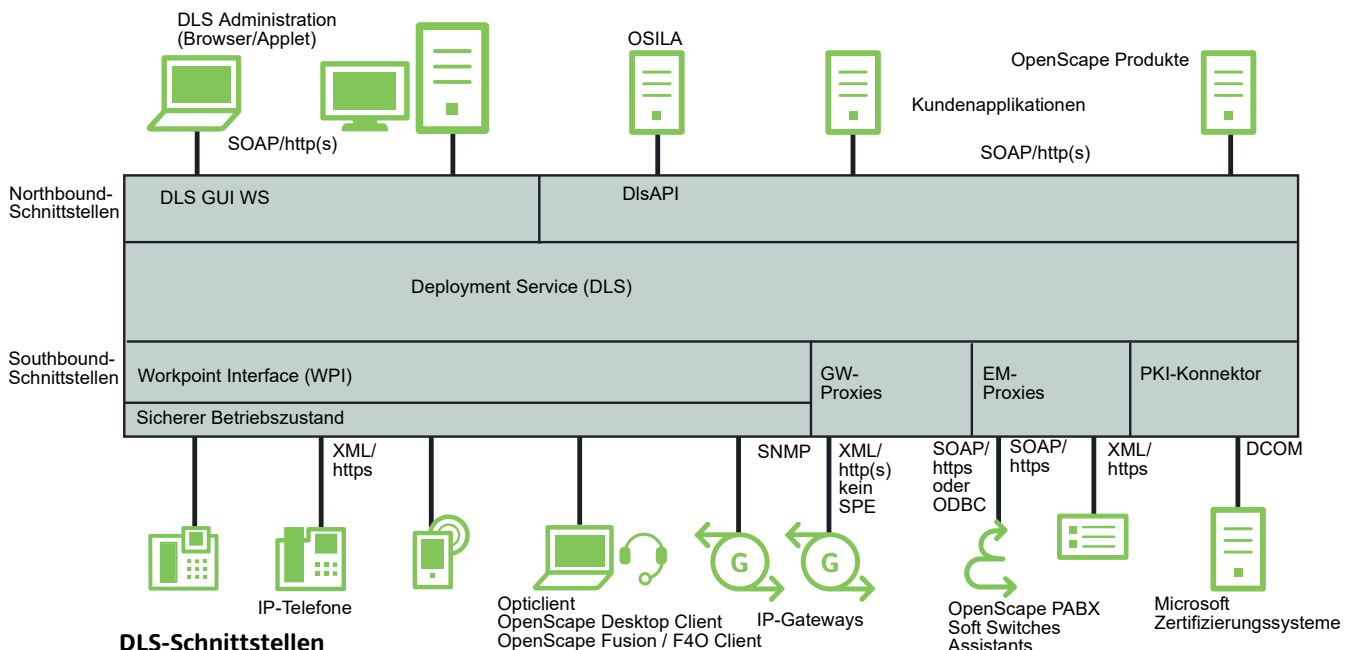 DLS Administration
(Browser/Applet)
OSILA
OpenScape Produkte
Kundenapplikationen
SOAP/http(s)
SOAP/http(s)
Northbound-
Schnittstellen
DLS GUI WS
DlsAPI
Deployment Service (DLS)
Southbound-
Schnittstellen
Workpoint Interface (WPI)
GW-
Proxies
EM-
Proxies
PKI-Konnektor
Sicherer Betriebszustand
XML/
https
SNMP
XML/
http(s)
kein
SPE
SOAP/
https
oder
ODBC
SOAP/
https
XML/
https
DCOM
G
G
IP-Telefone
Opticlient
OpenScape Desktop Client
OpenScape Fusion / F4O Client
IP-Gateways
OpenScape PABX
Soft Switches
Assistants
Microsoft
Zertifizierungssysteme
DLS-Schnittstellen